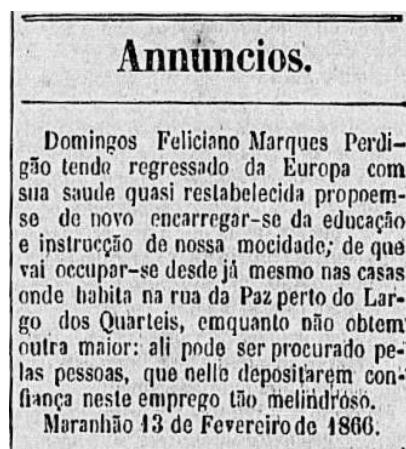 Annuncios.
Domingos Feliciano Marques Perdi-
gão tendo regressado da Europa com
sua saude quasi restabelecida propoem-
se de novo encarregar-se da educação
e instrucção de nossa mocidade; de que
vai occupar-se desde já mesmo nas casas
onde habita na rua da Paz perto do Lar-
go dos Quarteis, emquanto não obtem
outra maior: ali pode ser procurado pe-
las pessoas, que nelle depositarem con-
fiança neste emprego tão melindroso.
Maranhão 13 de Fevereiro de 1866.